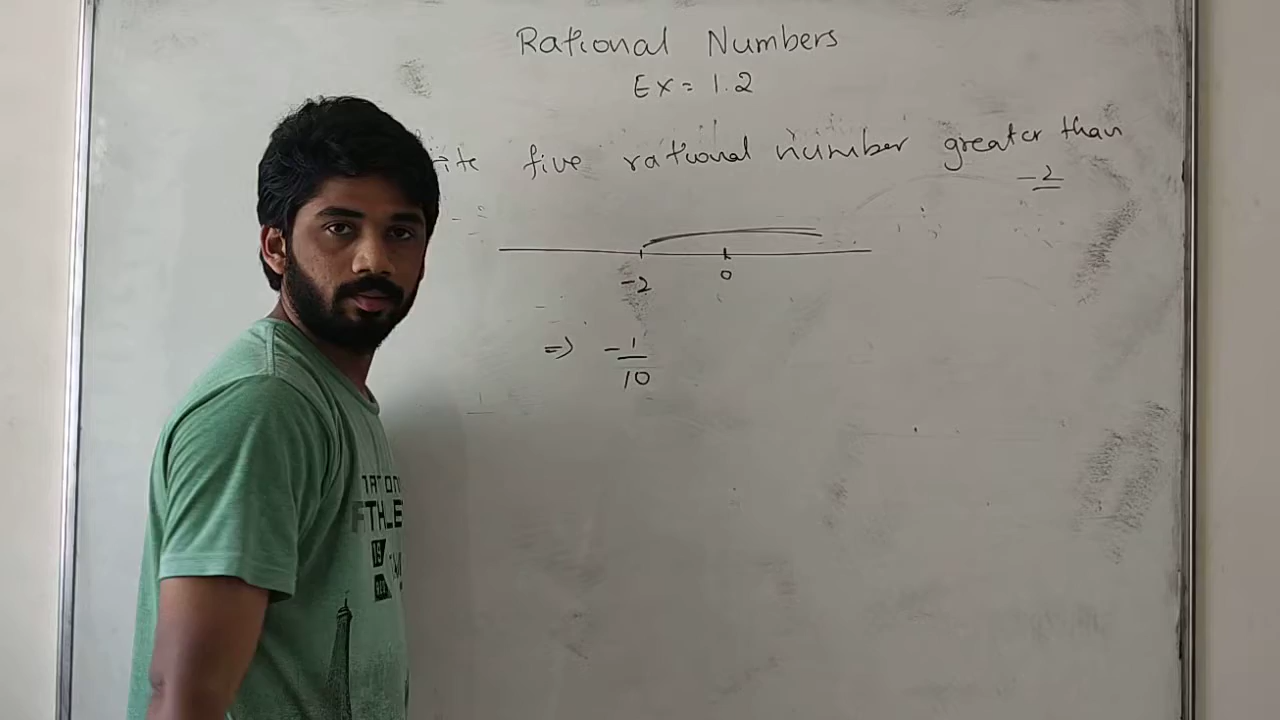 Rational Numbers
Ex = 1.2
five rational number greater than
-2
-2 0
=> -1/10